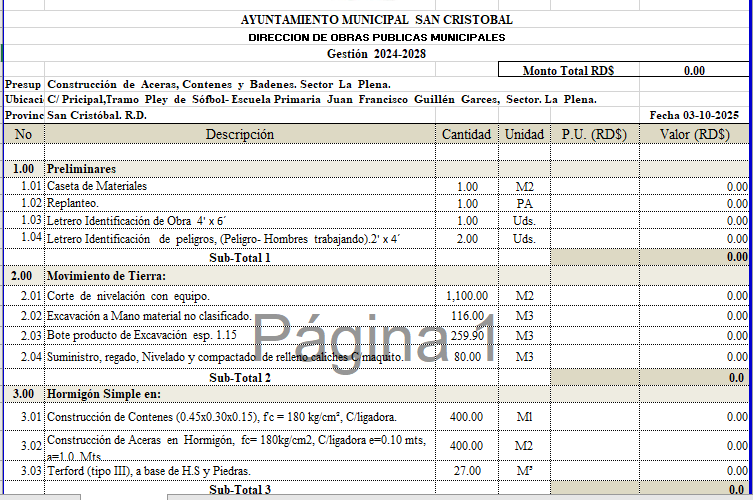 AYUNTAMIENTO MUNICIPAL SAN CRISTOBAL
DIRECCION DE OBRAS PUBLICAS MUNICIPALES
Gestión 2024-2028
Monto Total RD$ 0.00
Presup Construcción de Aceras, Contenes y Badenes. Sector La Plena.
Ubicaci C/ Pricipal,Tramo Pley de Sófbol- Escuela Primaria Juan Francisco Guillén Garces, Sector. La Plena.
Provinc San Cristóbal. R.D. Fecha 03-10-2025
No Descripción Cantidad Unidad P.U. (RD$) Valor (RD$)
1.00 Preliminares
1.01 Caseta de Materiales 1.00 M2 0.00
1.02 Replanteo. 1.00 PA 0.00
1.03 Letrero Identificación de Obra 4' x 6´ 1.00 Uds. 0.00
1.04 Letrero Identificación de peligros, (Peligro- Hombres trabajando).2' x 4´ 2.00 Uds. 0.00
Sub-Total 1 0.00
2.00 Movimiento de Tierra:
2.01 Corte de nivelación con equipo. 1,100.00 M2 0.00
2.02 Excavación a Mano material no clasificado. 116.00 M3 0.00
2.03 Bote producto de Excavación esp. 1.15 259.90 M3 0.00
Página 1
2.04 Suministro, regado, Nivelado y compactado de relleno caliches C/maquito. 80.00 M3 0.00
Sub-Total 2 0.0
3.00 Hormigón Simple en:
3.01 Construcción de Contenes (0.45x0.30x0.15), f'c = 180 kg/cm², C/ligadora. 400.00 Ml 0.00
3.02 Construcción de Aceras en Hormigón, fc= 180kg/cm2, C/ligadora e=0.10 mts, 400.00 M2 0.00
a=1.0 Mts
3.03 Terford (tipo III), a base de H.S y Piedras. 27.00 M³ 0.00
Sub-Total 3 0.0